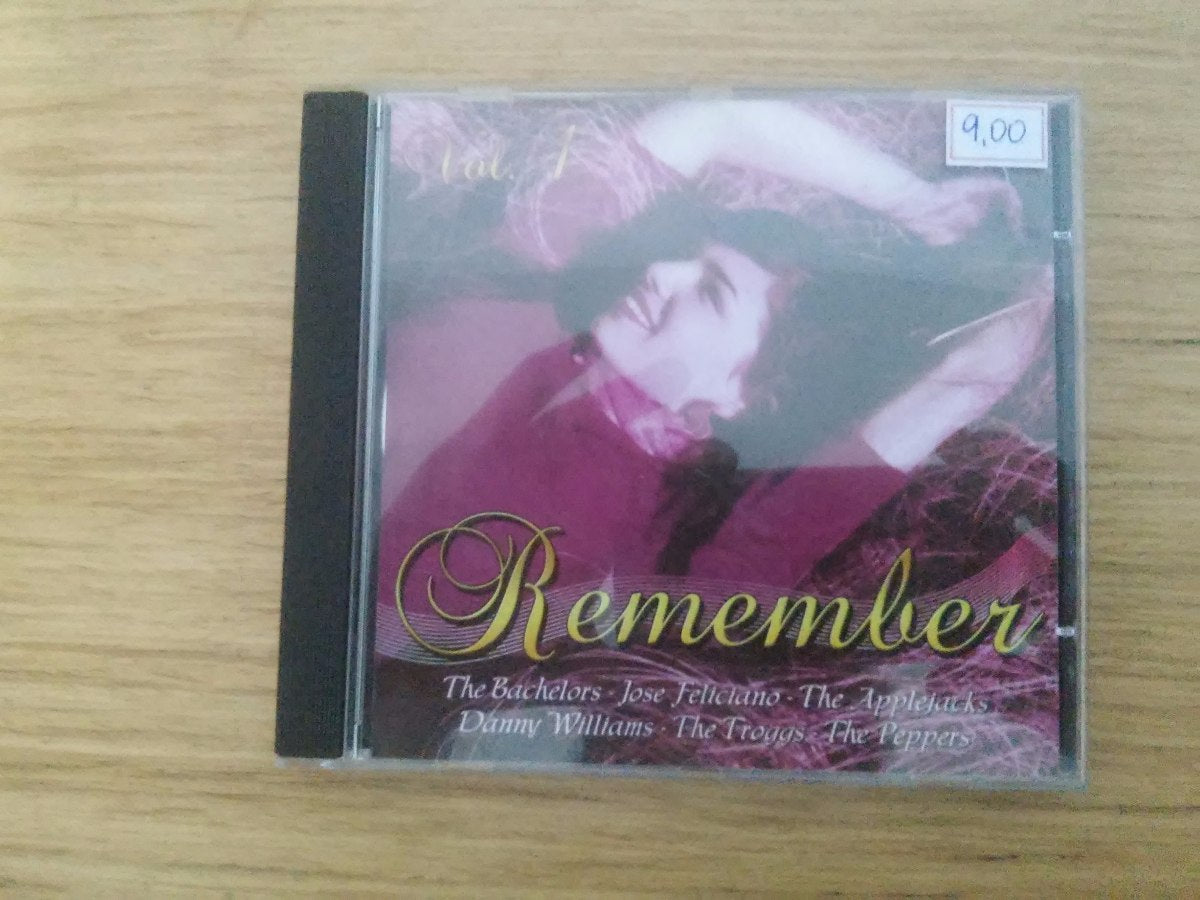 Vol. 1
9,00
Remember
The Bachelors · Jose Feliciano · The Applejacks
Danny Williams · The Troggs · The Peppers